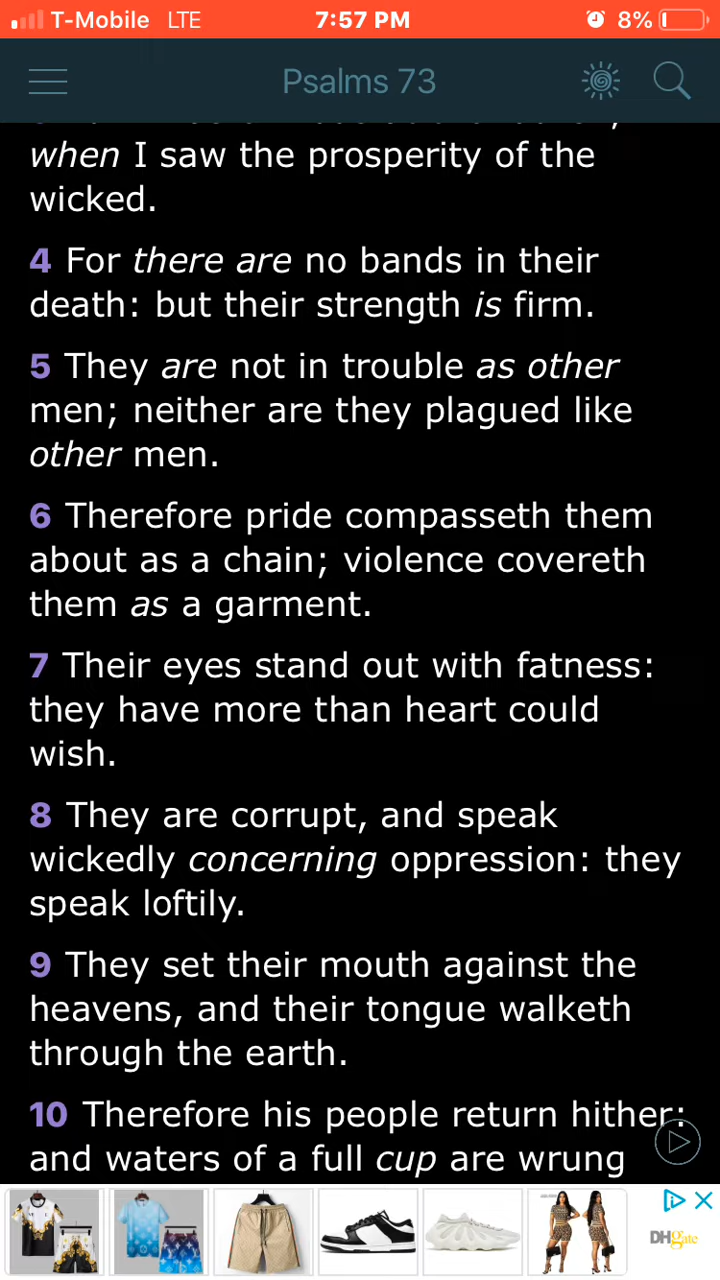 T-Mobile LTE 7:57 PM 8%
Psalms 73
when I saw the prosperity of the
wicked.
4 For there are no bands in their
death: but their strength is firm.
5 They are not in trouble as other
men; neither are they plagued like
other men.
6 Therefore pride compasseth them
about as a chain; violence covereth
them as a garment.
7 Their eyes stand out with fatness:
they have more than heart could
wish.
8 They are corrupt, and speak
wickedly concerning oppression: they
speak loftily.
9 They set their mouth against the
heavens, and their tongue walketh
through the earth.
10 Therefore his people return hither:
and waters of a full cup are wrung
DHgate